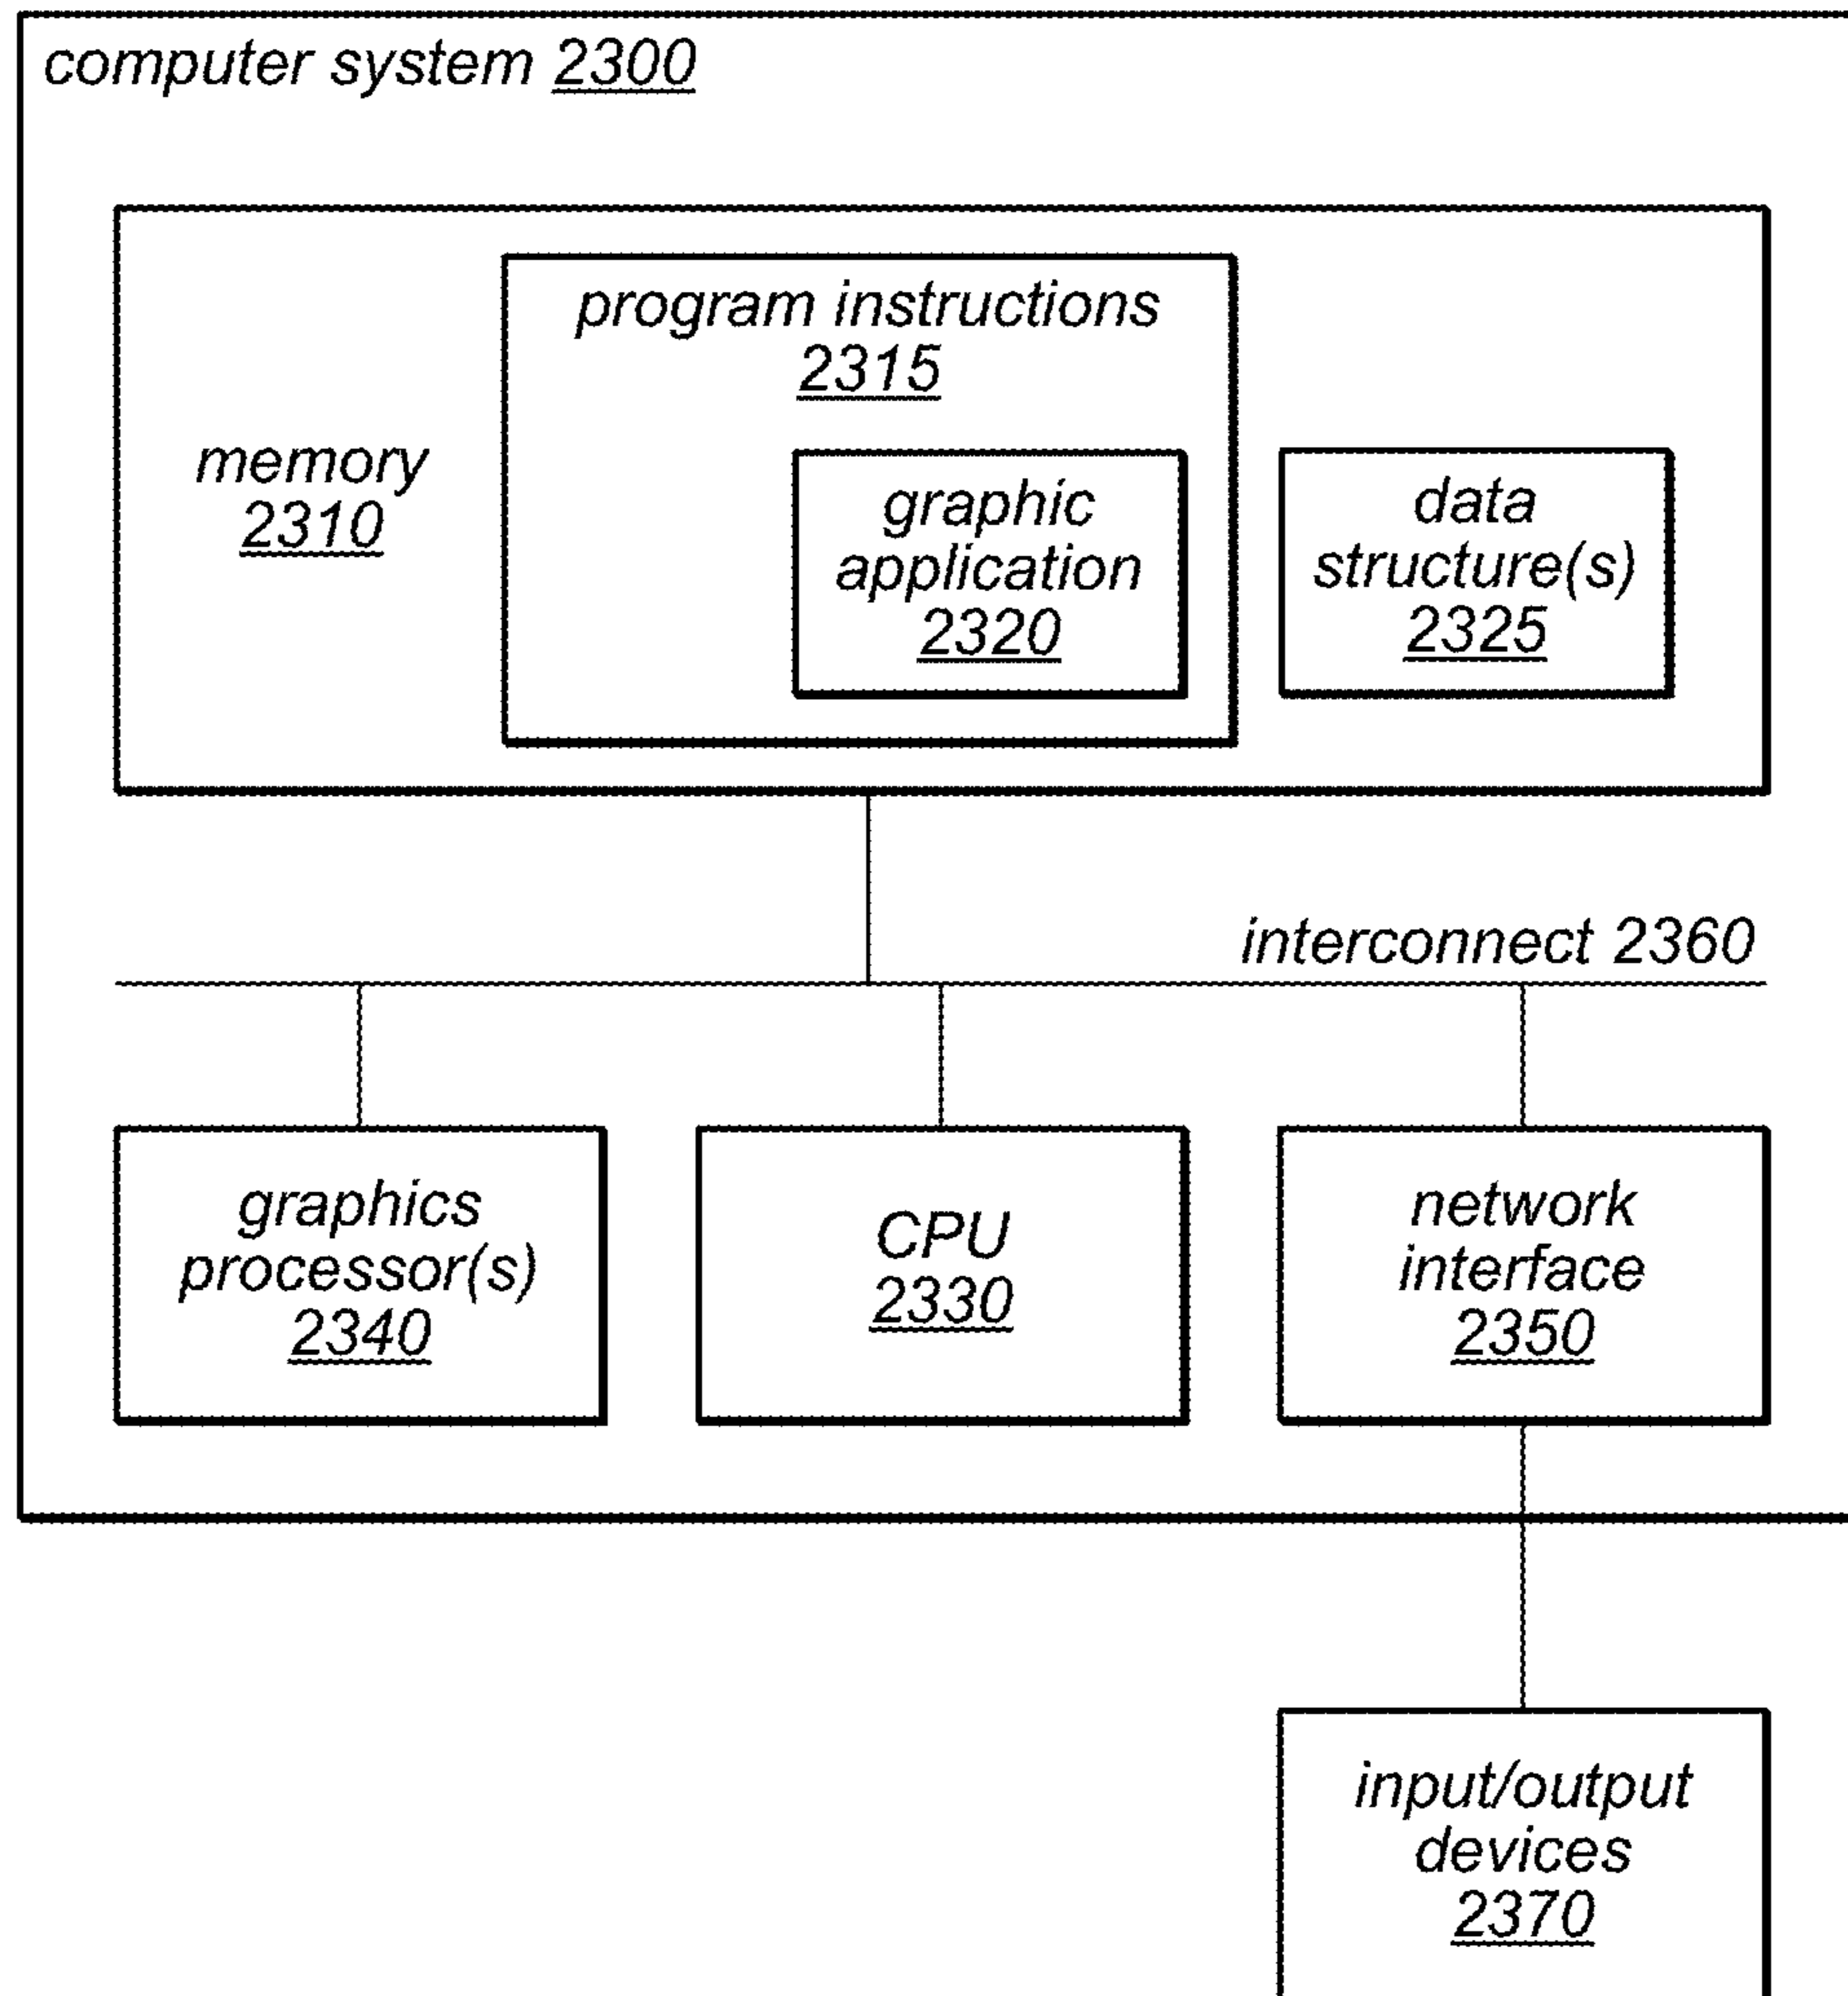 computer system 2300
program instructions
2315
memory
2310
graphic
application
2320
data
structure(s)
2325
interconnect 2360
graphics
processor(s)
2340
CPU
2330
network
interface
2350
input/output
devices
2370